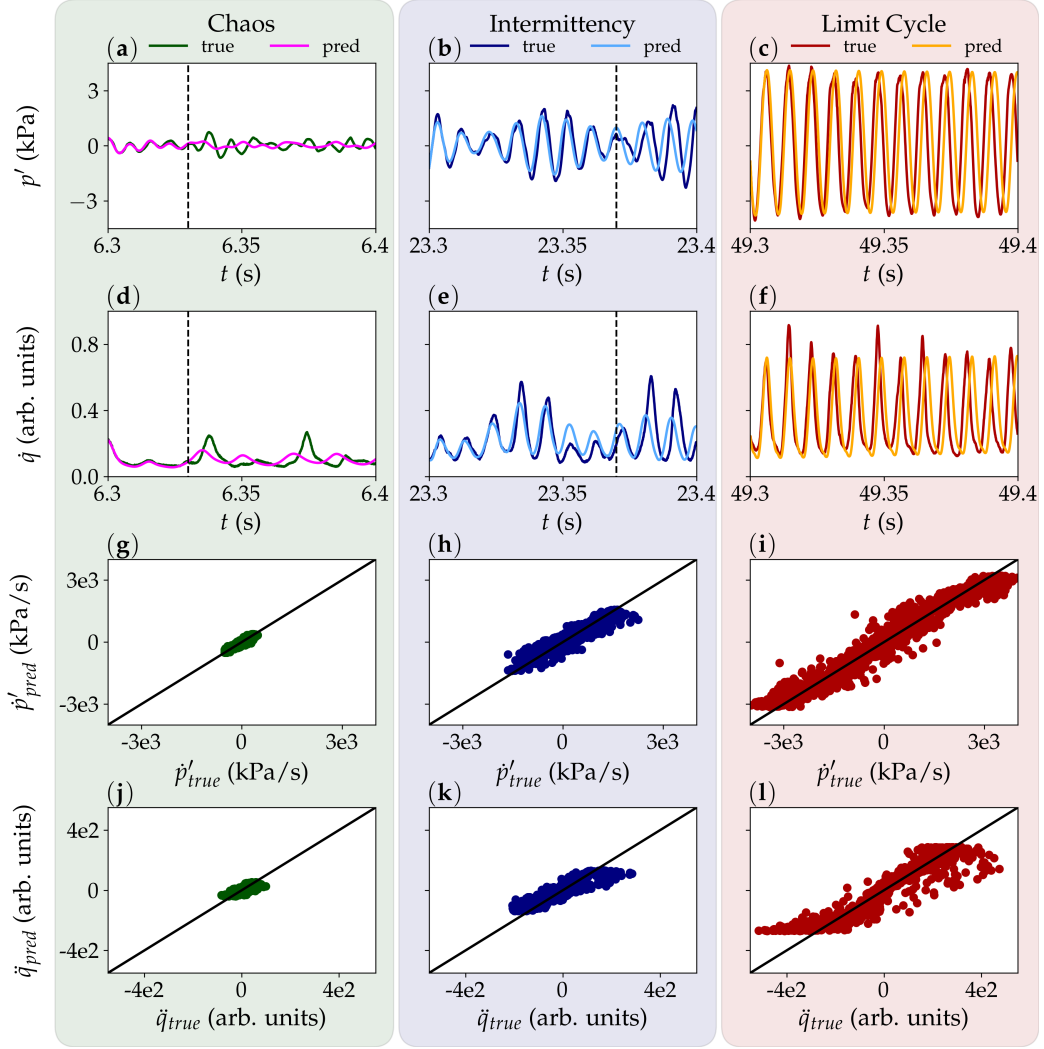 Chaos Intermittency Limit Cycle
(a) true pred (b) true pred (c) true pred
p′ (kPa)
3
0
−3
6.3 6.35 6.4 23.3 23.35 23.4 49.3 49.35 49.4
t (s) t (s) t (s)
(d) (e) (f)
q̇ (arb. units)
0.8
0.4
0.0
6.3 6.35 6.4 23.3 23.35 23.4 49.3 49.35 49.4
t (s) t (s) t (s)
(g) (h) (i)
ṗ′pred (kPa/s)
3e3
0
-3e3
-3e3 0 3e3 -3e3 0 3e3 -3e3 0 3e3
ṗ′true (kPa/s) ṗ′true (kPa/s) ṗ′true (kPa/s)
(j) (k) (l)
q̈pred (arb. units)
4e2
0
-4e2
-4e2 0 4e2 -4e2 0 4e2 -4e2 0 4e2
q̈true (arb. units) q̈true (arb. units) q̈true (arb. units)